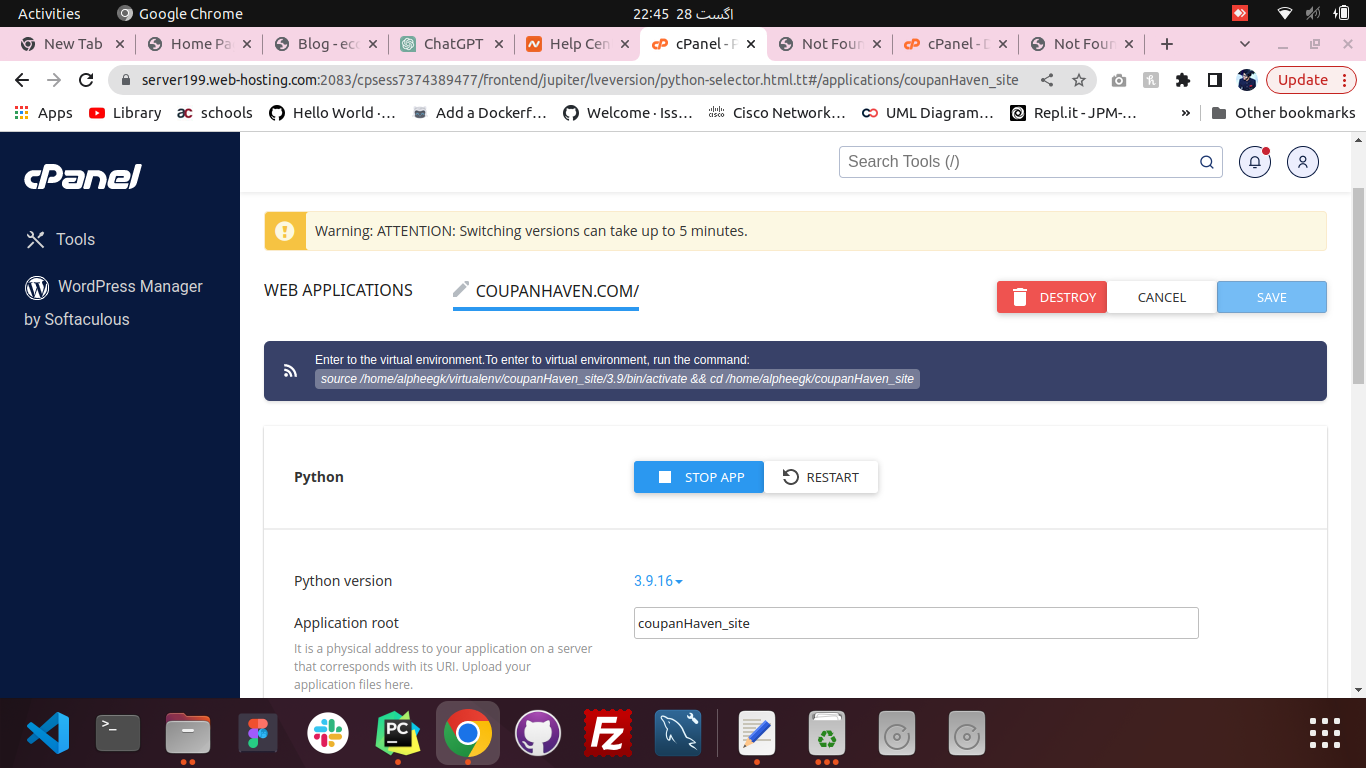 Activities
Google Chrome
22:45 28 اگست
New Tab
Home Pa
Blog - ecc
ChatGPT
Help Cen
cPanel - P
Not Foun
cPanel - D
Not Foun
server199.web-hosting.com:2083/cpsess7374389477/frontend/jupiter/lveversion/python-selector.html.tt#/applications/coupanHaven_site
Update
Apps
Library
schools
Hello World ·...
Add a Dockerf...
Welcome · Iss...
Cisco Network...
UML Diagram...
Repl.it - JPM-...
»
Other bookmarks
cPanel
Search Tools (/)
Tools
WordPress Manager
by Softaculous
Warning: ATTENTION: Switching versions can take up to 5 minutes.
WEB APPLICATIONS
COUPANHAVEN.COM/
DESTROY
CANCEL
SAVE
Enter to the virtual environment.To enter to virtual environment, run the command:
source /home/alpheegk/virtualenv/coupanHaven_site/3.9/bin/activate && cd /home/alpheegk/coupanHaven_site
Python
STOP APP
RESTART
Python version
3.9.16
Application root
coupanHaven_site
It is a physical address to your application on a server
that corresponds with its URI. Upload your
application files here.